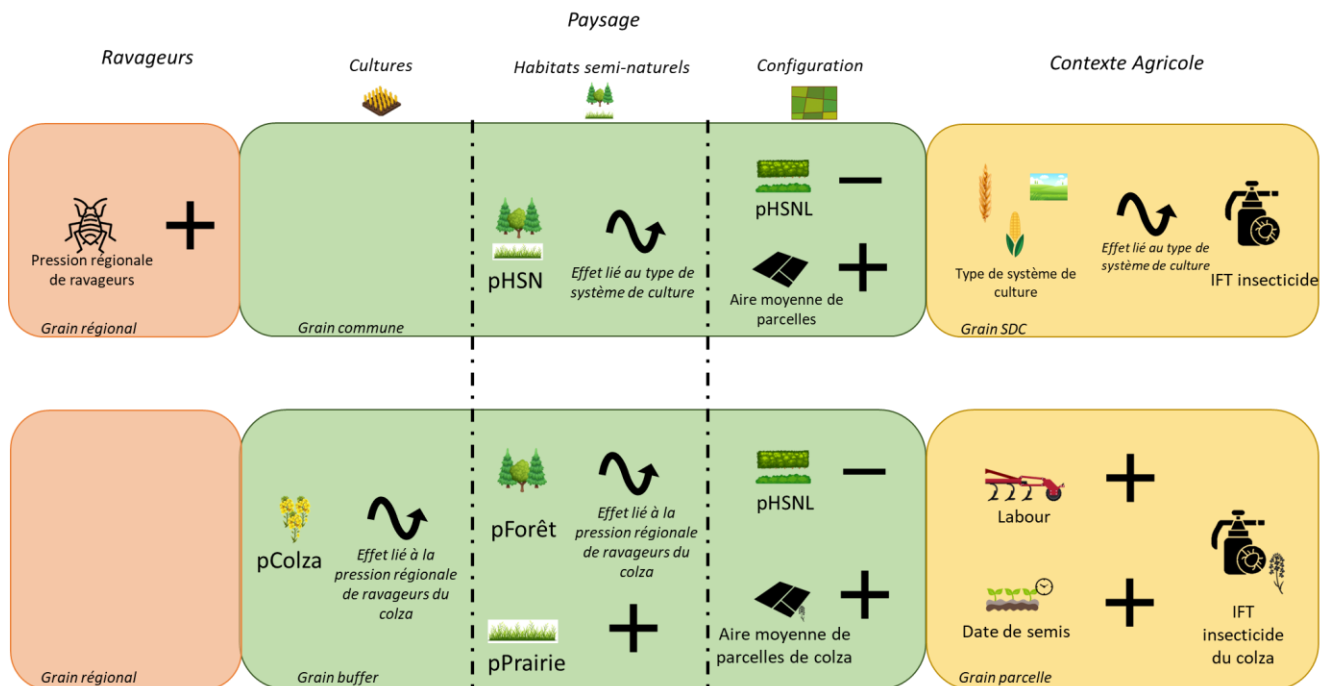 Paysage
Ravageurs
Cultures
Habitats semi-naturels
Configuration
Contexte Agricole
Pression régionale
de ravageurs
Grain régional
Grain commune
pHSN
Effet lié au type de
système de culture
pHSNL
Aire moyenne de
parcelles
Type de système de
culture
Effet lié au type de
système de culture
IFT insecticide
Grain SDC
Grain régional
pColza
Effet lié à la
pression régionale
de ravageurs du
colza
Grain buffer
pForêt
Effet lié à la
pression régionale
de ravageurs du
colza
pPrairie
pHSNL
Aire moyenne de
parcelles de colza
Labour
Date de semis
IFT
insecticide
du colza
Grain parcelle